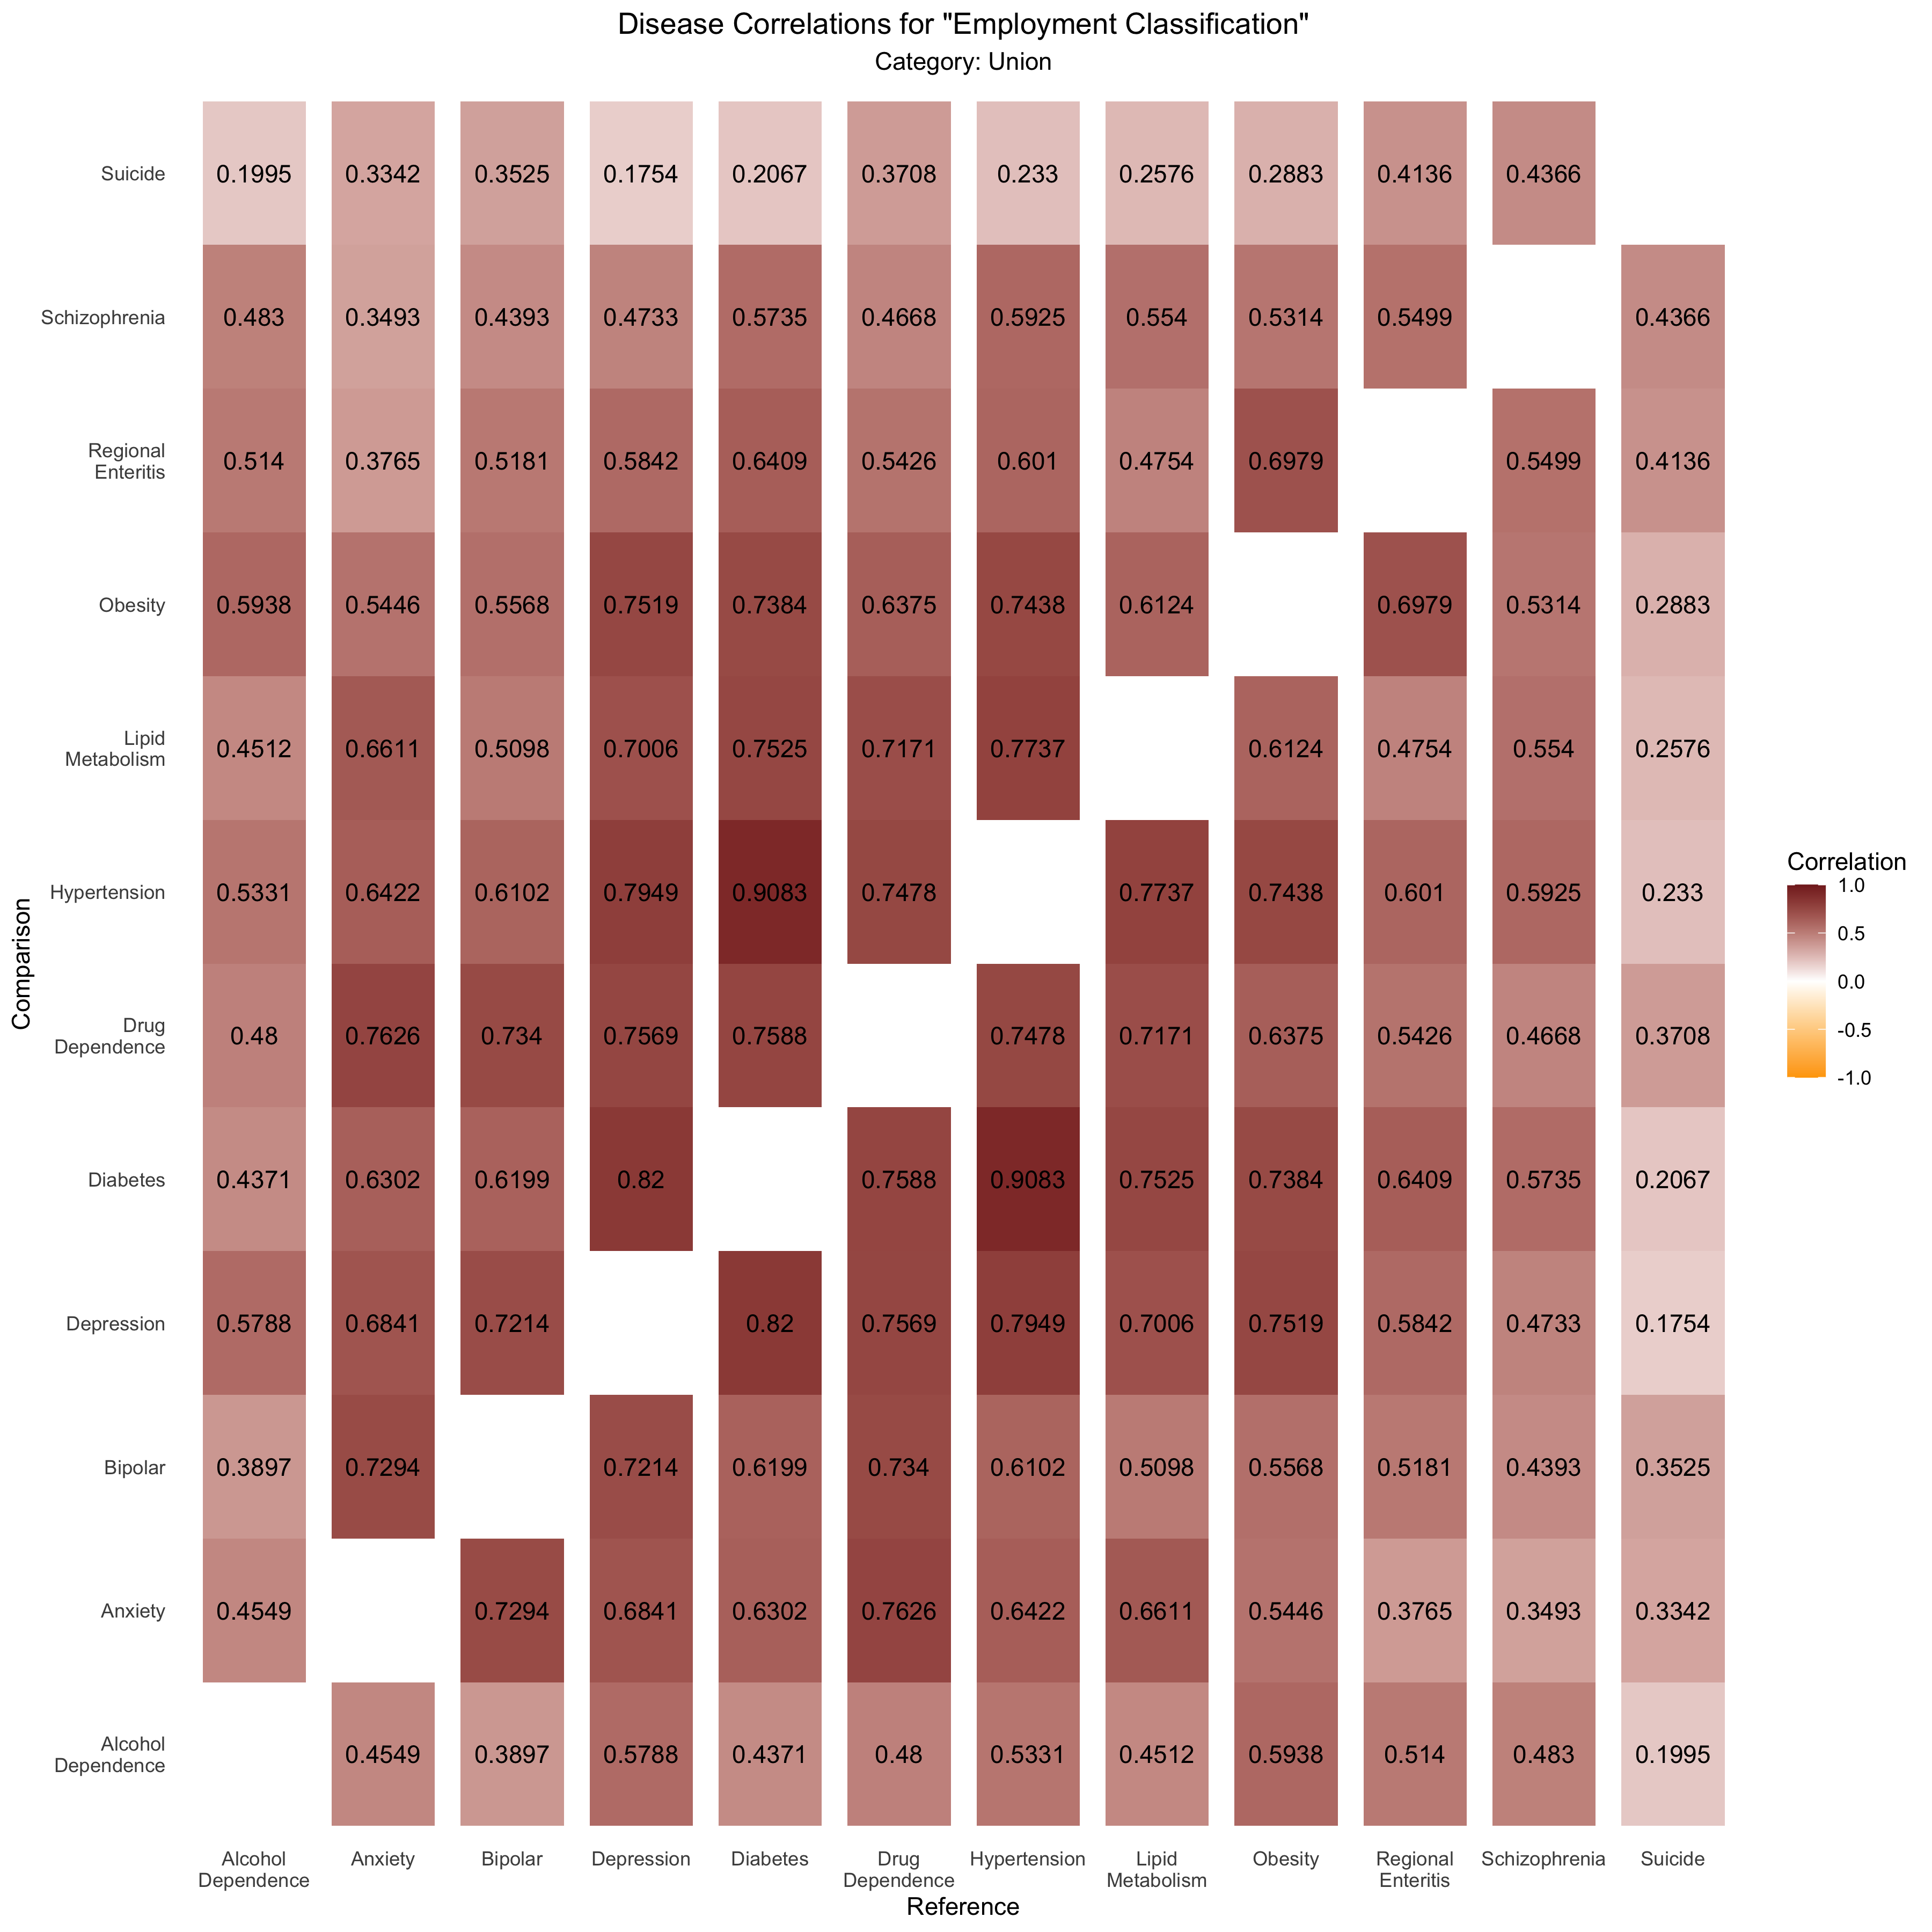 Disease Correlations for "Employment Classification"
Category: Union
Suicide 0.1995 0.3342 0.3525 0.1754 0.2067 0.3708 0.233 0.2576 0.2883 0.4136 0.4366
Schizophrenia 0.483 0.3493 0.4393 0.4733 0.5735 0.4668 0.5925 0.554 0.5314 0.5499 0.4366
Regional
Enteritis 0.514 0.3765 0.5181 0.5842 0.6409 0.5426 0.601 0.4754 0.6979 0.5499 0.4136
Obesity 0.5938 0.5446 0.5568 0.7519 0.7384 0.6375 0.7438 0.6124 0.6979 0.5314 0.2883
Lipid
Metabolism 0.4512 0.6611 0.5098 0.7006 0.7525 0.7171 0.7737 0.6124 0.4754 0.554 0.2576
Hypertension 0.5331 0.6422 0.6102 0.7949 0.9083 0.7478 0.7737 0.7438 0.601 0.5925 0.233
Drug
Dependence 0.48 0.7626 0.734 0.7569 0.7588 0.7478 0.7171 0.6375 0.5426 0.4668 0.3708
Diabetes 0.4371 0.6302 0.6199 0.82 0.7588 0.9083 0.7525 0.7384 0.6409 0.5735 0.2067
Depression 0.5788 0.6841 0.7214 0.82 0.7569 0.7949 0.7006 0.7519 0.5842 0.4733 0.1754
Bipolar 0.3897 0.7294 0.7214 0.6199 0.734 0.6102 0.5098 0.5568 0.5181 0.4393 0.3525
Anxiety 0.4549 0.7294 0.6841 0.6302 0.7626 0.6422 0.6611 0.5446 0.3765 0.3493 0.3342
Alcohol
Dependence 0.4549 0.3897 0.5788 0.4371 0.48 0.5331 0.4512 0.5938 0.514 0.483 0.1995
Comparison
Alcohol Anxiety Bipolar Depression Diabetes Drug Hypertension Lipid Obesity Regional Schizophrenia Suicide
Dependence Dependence Metabolism Enteritis
Reference
Correlation
1.0
0.5
0.0
-0.5
-1.0